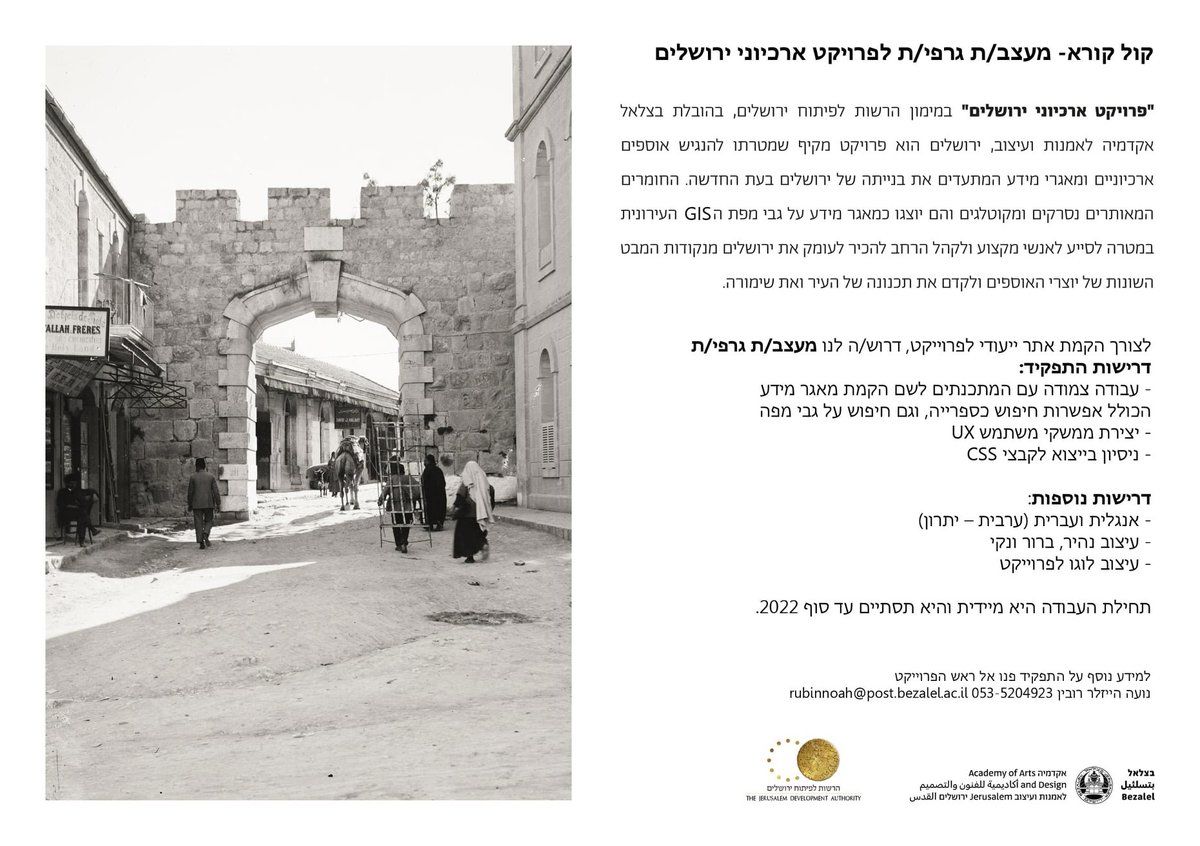 קול קורא- מעצב/ת גרפי/ת לפרויקט ארכיוני ירושלים
"פרויקט ארכיוני ירושלים" במימון הרשות לפיתוח ירושלים, בהובלת בצלאל
אקדמיה לאמנות ועיצוב, ירושלים הוא פרויקט מקיף שמטרתו להנגיש אוספים
ארכיוניים ומאגרי מידע המתעדים את בנייתה של ירושלים בעת החדשה. החומרים
המאותרים נסרקים ומקוטלגים והם יוצגו כמאגר מידע על גבי מפת הGIS העירונית
במטרה לסייע לאנשי מקצוע ולקהל הרחב להכיר לעומק את ירושלים מנקודות המבט
השונות של יוצרי האוספים ולקדם את תכנונה של העיר ואת שימורה.
לצורך הקמת אתר ייעודי לפרוייקט, דרוש/ה לנו מעצב/ת גרפי/ת
דרישות התפקיד:
- עבודה צמודה עם המתכנתים לשם הקמת מאגר מידע
הכולל אפשרות חיפוש כספרייה, וגם חיפוש על גבי מפה
- יצירת ממשקי משתמש UX
- ניסיון בייצוא לקבצי CSS
דרישות נוספות:
- אנגלית ועברית (ערבית – יתרון)
- עיצוב נהיר, ברור ונקי
- עיצוב לוגו לפרוייקט
תחילת העבודה היא מיידית והיא תסתיים עד סוף 2022.
למידע נוסף על התפקיד פנו אל ראש הפרוייקט
נועה הייזלר רובין 053-5204923 rubinnoah@post.bezalel.ac.il
הרשות לפיתוח ירושלים
THE JERUSALEM DEVELOPMENT AUTHORITY
בצלאל
بتسلئيل
Bezalel
אקדמיה Academy of Arts
and Design أكاديمية للفنون والتصميم
לאמנות ועיצוב Jerusalem ירושלים القدس
ALLAH FRÈRES